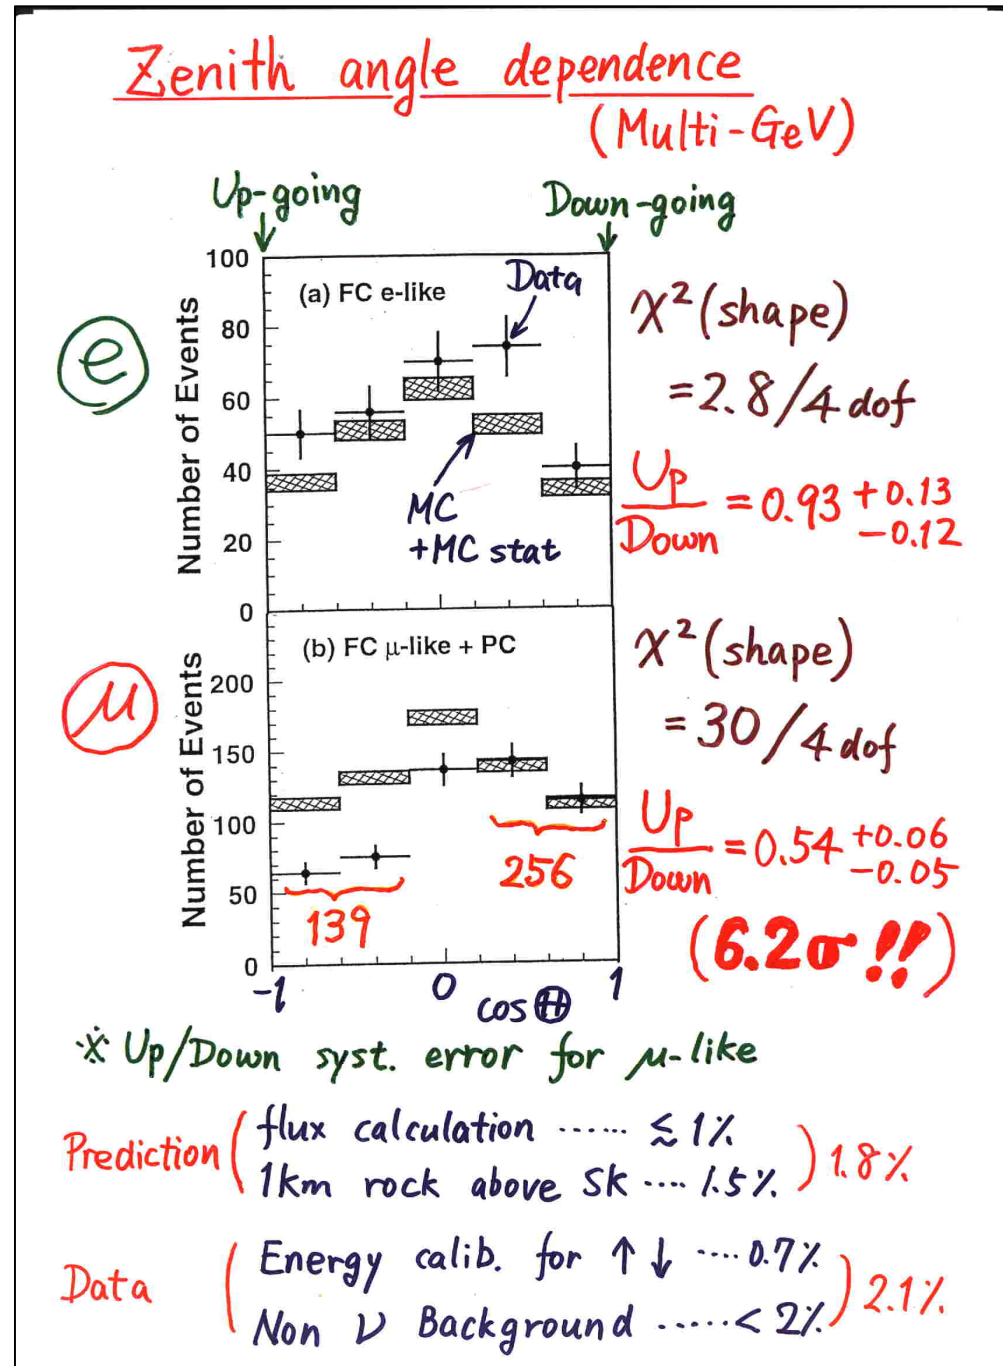 Zenith angle dependence
(Multi-GeV)
Up-going
Down-going
e
Number of Events
100
80
60
40
20
0
(a) FC e-like
Data
MC
+MC stat
χ²(shape)
=2.8/4 dof
Up/Down = 0.93 +0.13 -0.12
μ
Number of Events
200
150
100
50
0
(b) FC μ-like + PC
139
256
-1 0 1
cos Θ
χ²(shape)
=30/4 dof
Up/Down = 0.54 +0.06 -0.05
(6.2σ !!)
※ Up/Down syst. error for μ-like
Prediction ( flux calculation ...... ≲ 1%
1km rock above SK .... 1.5% ) 1.8%
Data ( Energy calib. for ↑ ↓ .... 0.7%
Non ν Background ..... < 2% ) 2.1%